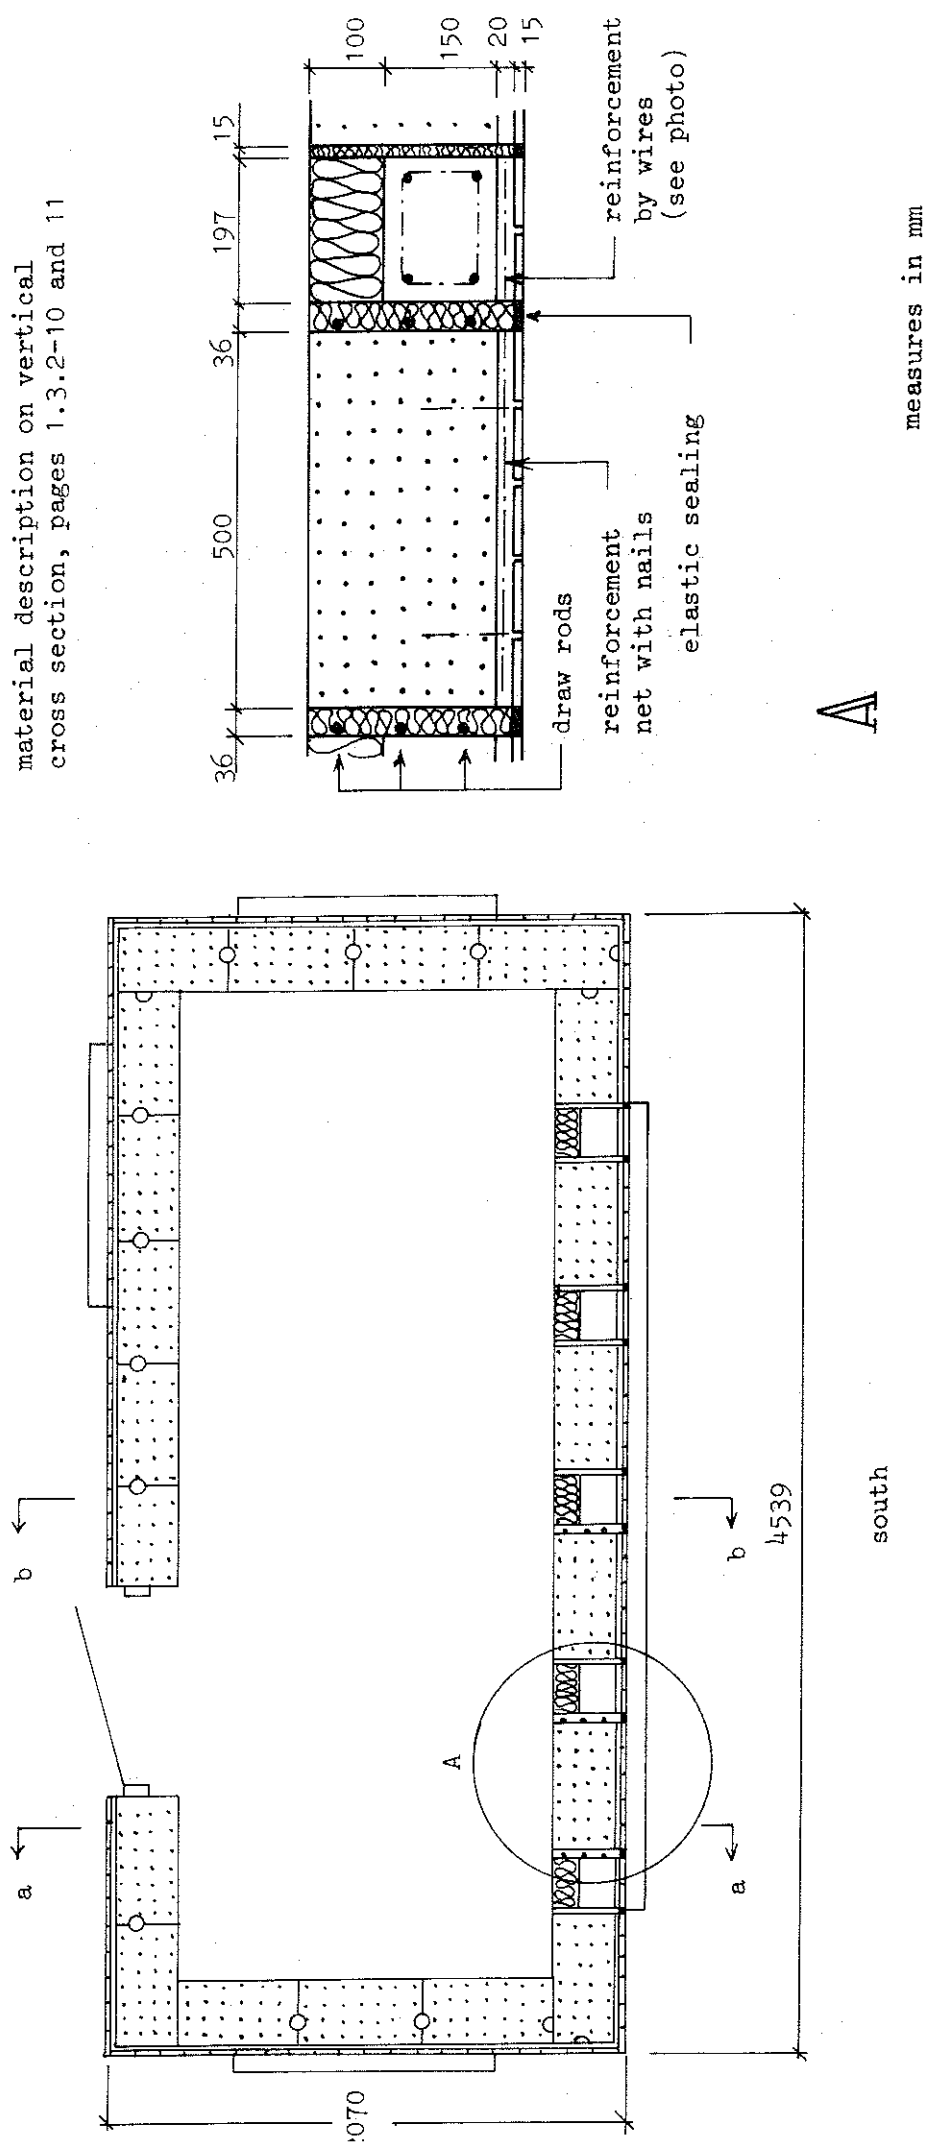 material description on vertical
cross section, pages 1.3.2-10 and 11
36
500
36
197
15
100
150
20
15
draw rods
reinforcement
net with nails
elastic sealing
reinforcement
by wires
(see photo)
A
measures in mm
a
b
A
a
b
4539
south